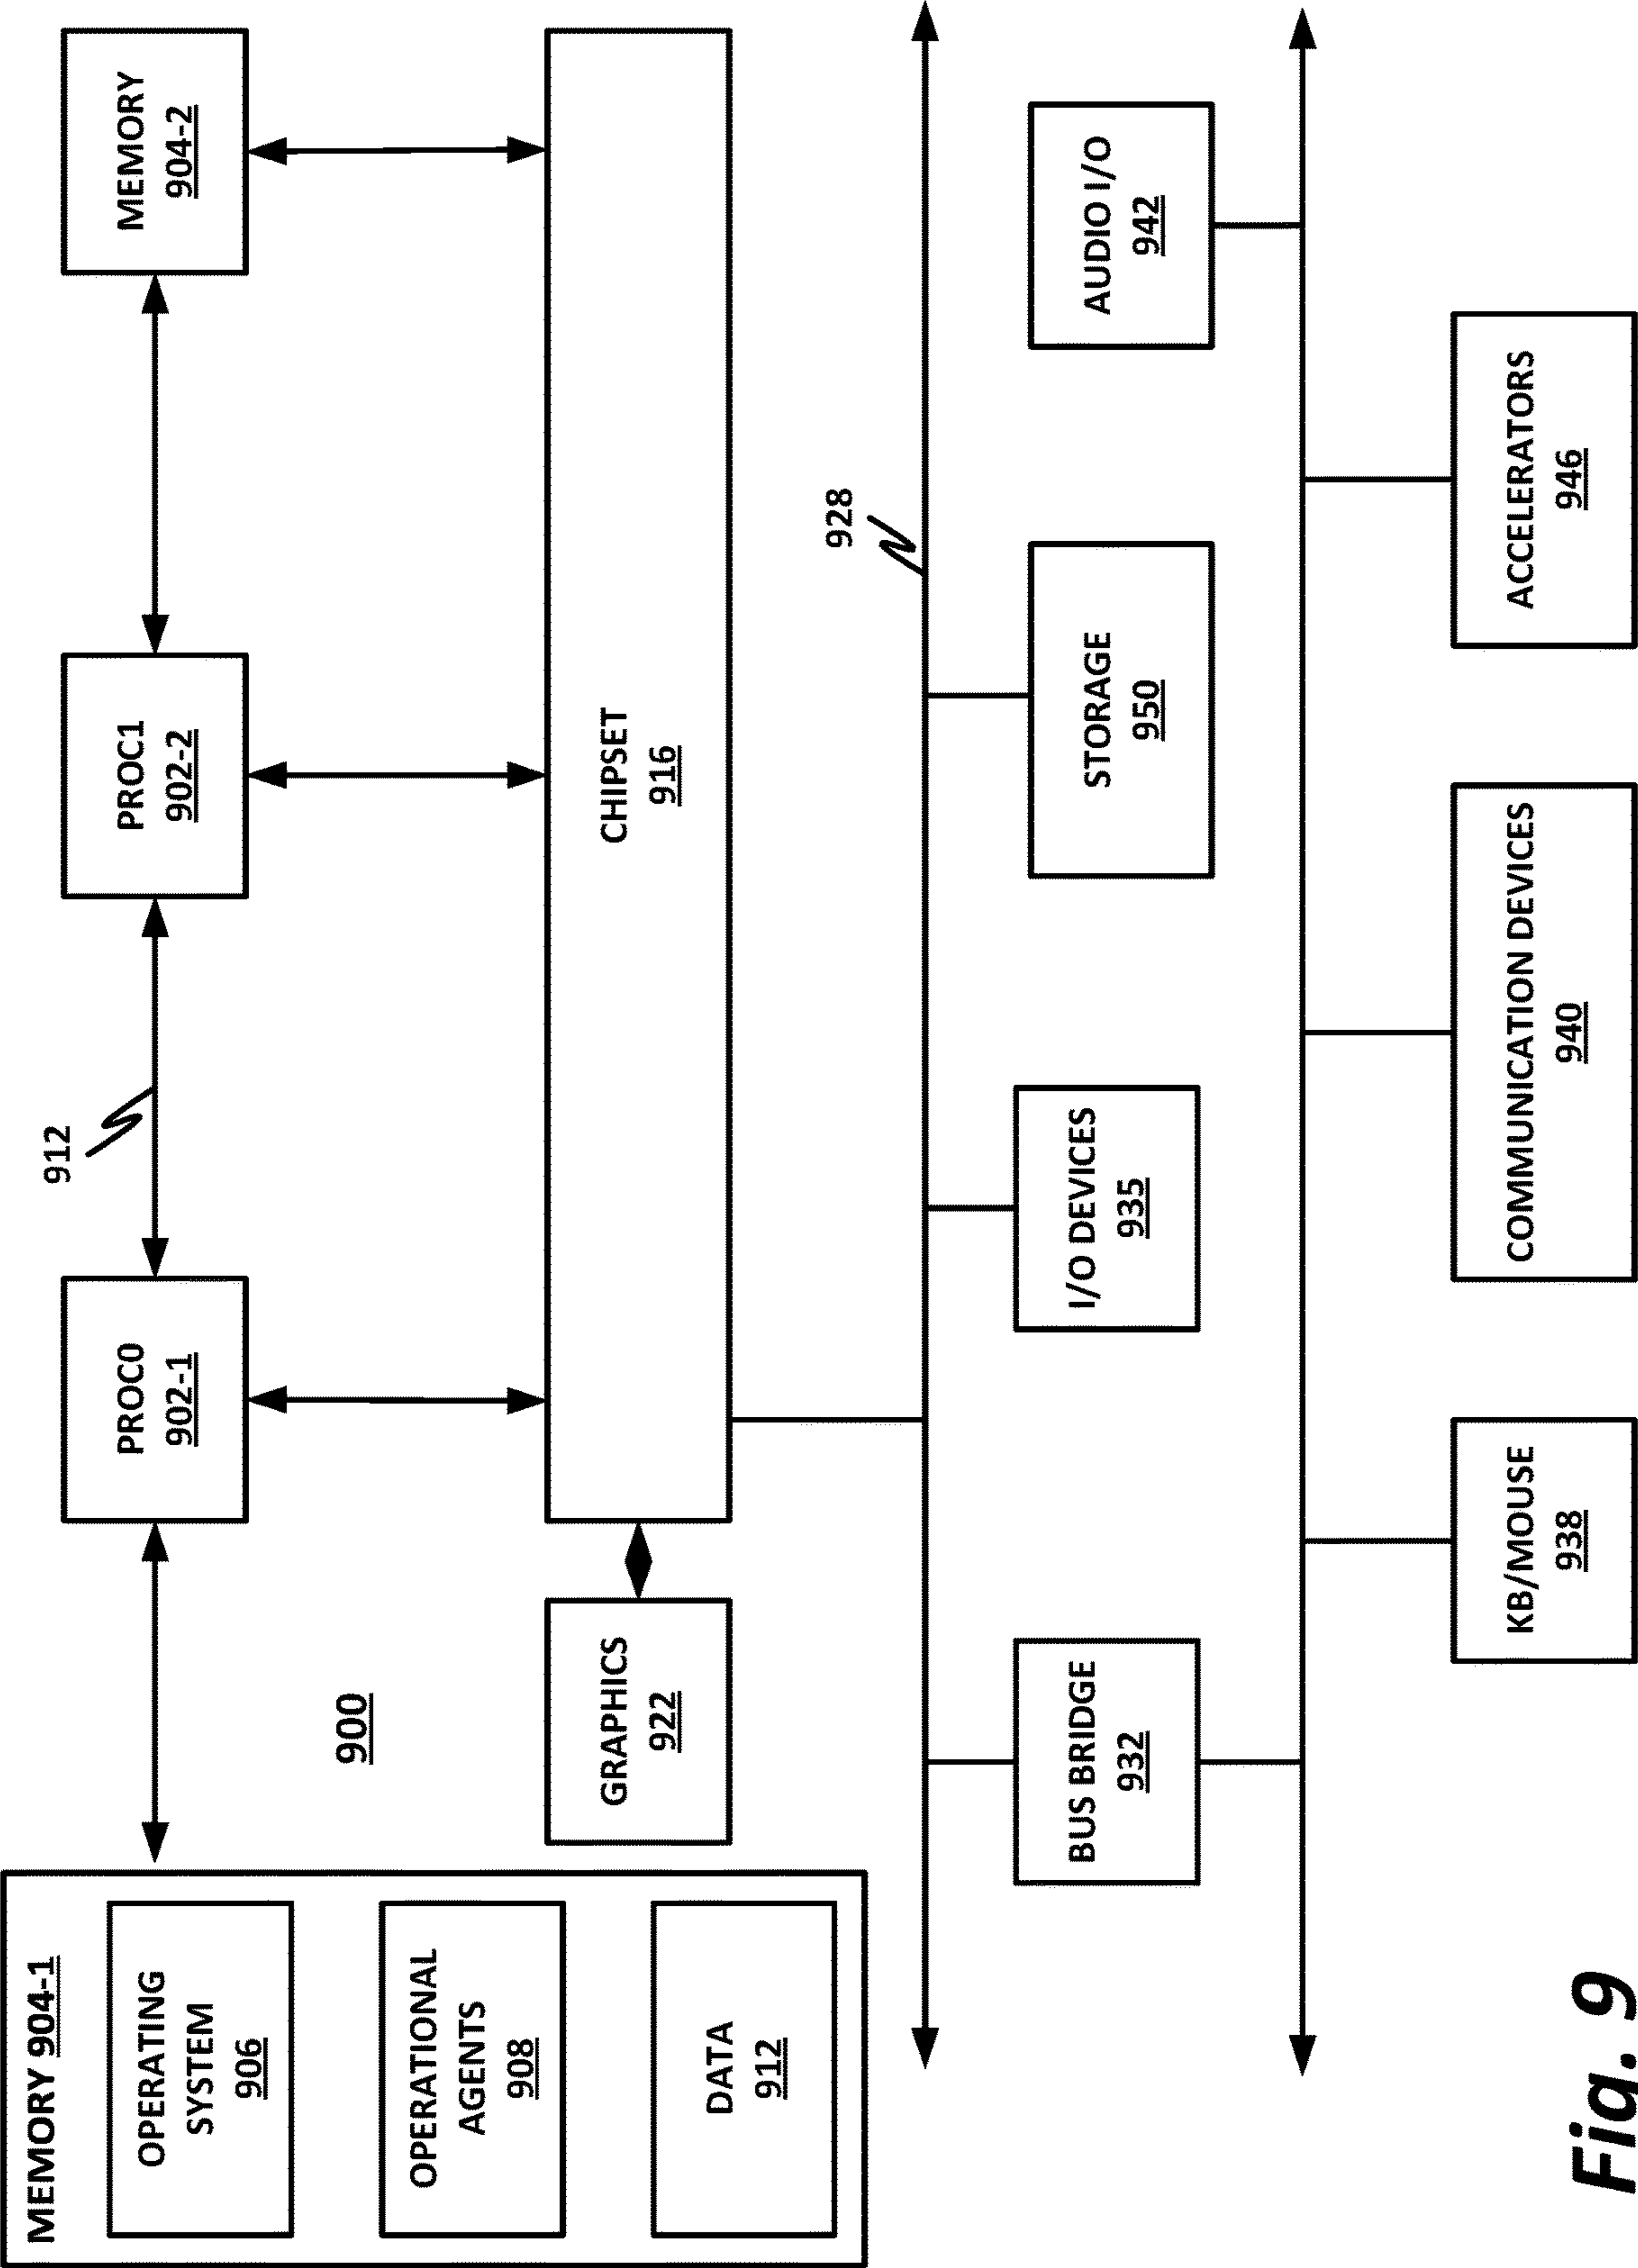 MEMORY 904-1
OPERATING
SYSTEM
906
OPERATIONAL
AGENTS
908
DATA
912
PROC0
902-1
912
PROC1
902-2
MEMORY
904-2
900
GRAPHICS
922
CHIPSET
916
928
BUS BRIDGE
932
I/O DEVICES
935
STORAGE
950
AUDIO I/O
942
KB/MOUSE
938
COMMUNICATION DEVICES
940
ACCELERATORS
946
Fig. 9